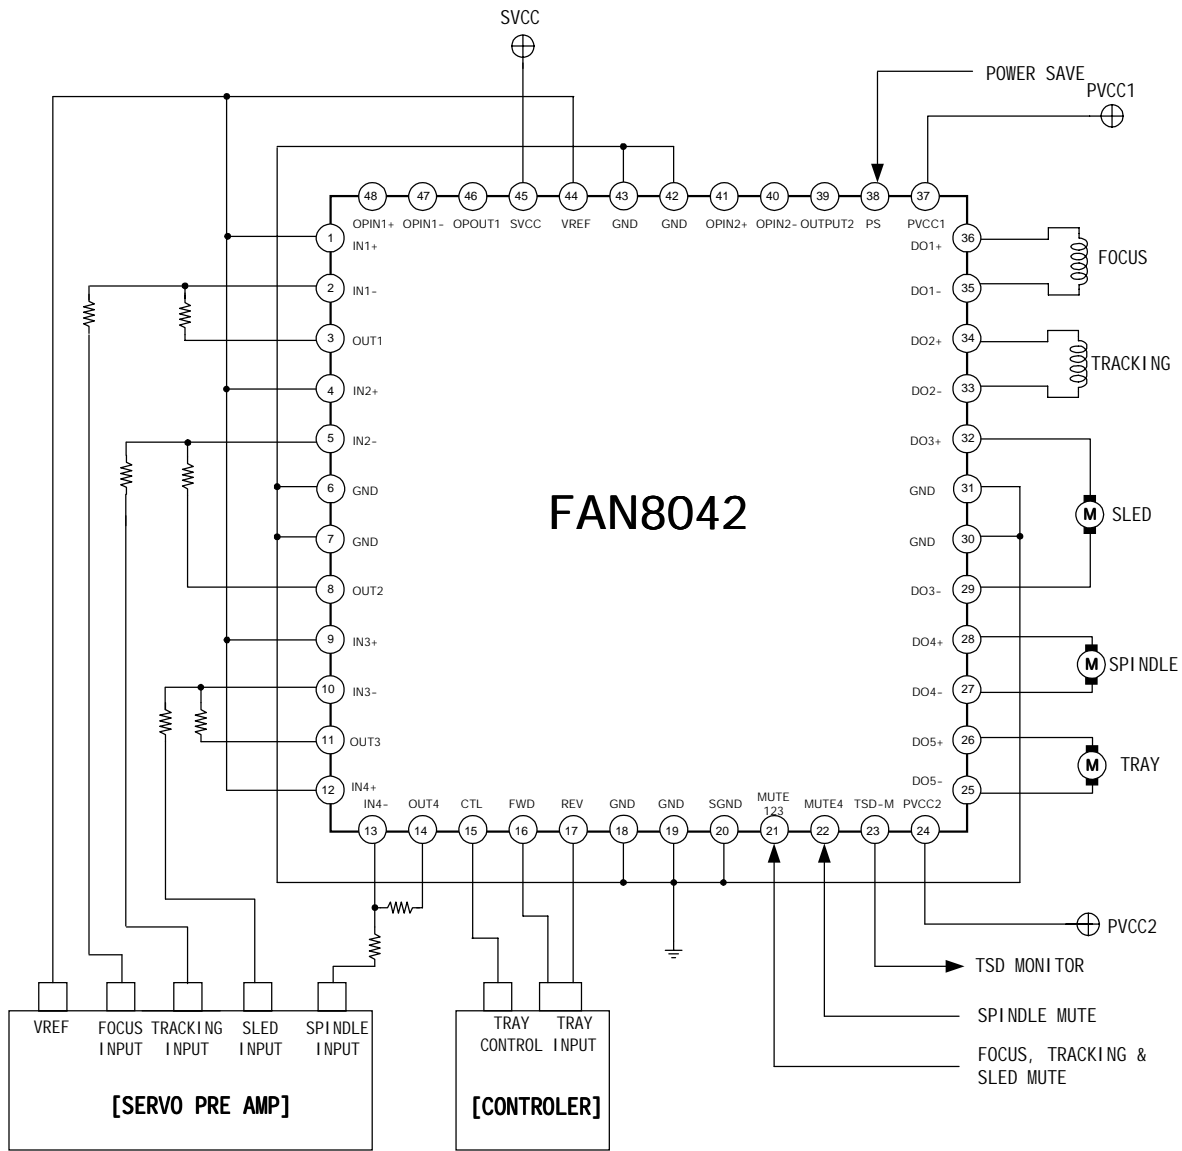 SVCC
POWER SAVE
PVCC1
48 47 46 45 44 43 42 41 40 39 38 37
OPIN1+ OPIN1- OPOUT1 SVCC VREF GND GND OPIN2+ OPIN2- OUTPUT2 PS PVCC1
1 IN1+
2 IN1-
3 OUT1
4 IN2+
5 IN2-
6 GND
7 GND
8 OUT2
9 IN3+
10 IN3-
11 OUT3
12 IN4+
FAN8042
DO1+ 36
FOCUS
DO1- 35
DO2+ 34
TRACKING
DO2- 33
DO3+ 32
GND 31
SLED
GND 30
DO3- 29
DO4+ 28
SPINDLE
DO4- 27
DO5+ 26
TRAY
DO5- 25
IN4- OUT4 CTL FWD REV GND GND SGND MUTE
123 MUTE4 TSD-M PVCC2
13 14 15 16 17 18 19 20 21 22 23 24
PVCC2
TSD MONITOR
SPINDLE MUTE
FOCUS, TRACKING &
SLED MUTE
VREF
FOCUS
INPUT
TRACKING
INPUT
SLED
INPUT
SPINDLE
INPUT
[SERVO PRE AMP]
TRAY
CONTROL
TRAY
INPUT
[CONTROLER]
M
M
M